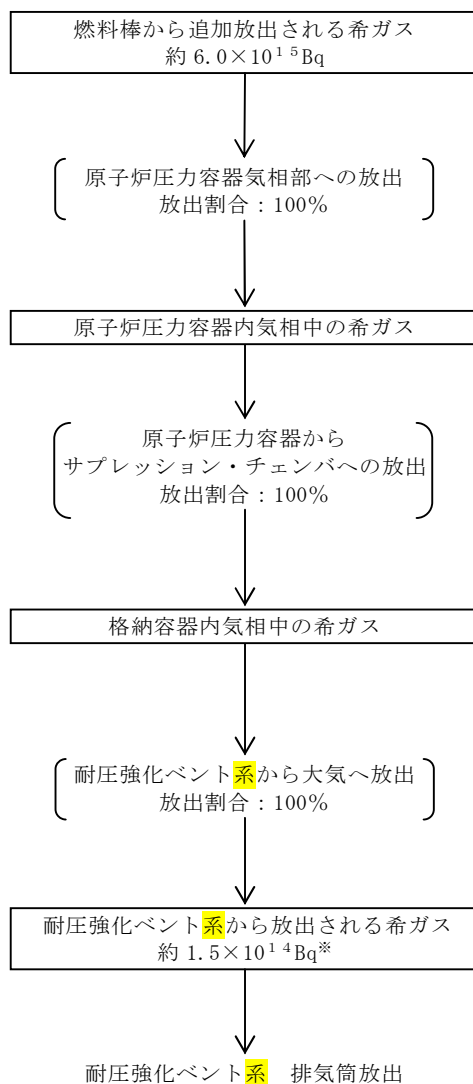 燃料棒から追加放出される希ガス
約 6.0×10¹⁵Bq
原子炉圧力容器気相部への放出
放出割合：100%
原子炉圧力容器内気相中の希ガス
原子炉圧力容器から
サプレッション・チェンバへの放出
放出割合：100%
格納容器内気相中の希ガス
耐圧強化ベント系から大気へ放出
放出割合：100%
耐圧強化ベント系から放出される希ガス
約 1.5×10¹⁴Bq※
耐圧強化ベント系　排気筒放出